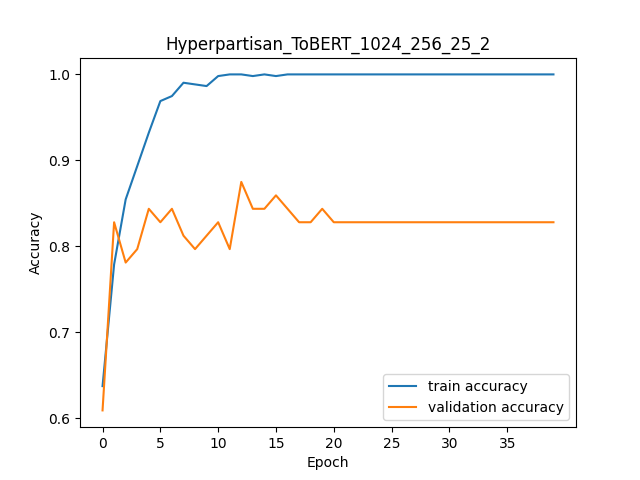 Hyperpartisan_ToBERT_1024_256_25_2
1.0
0.9
0.8
0.7
0.6
Accuracy
0 5 10 15 20 25 30 35
Epoch
train accuracy
validation accuracy